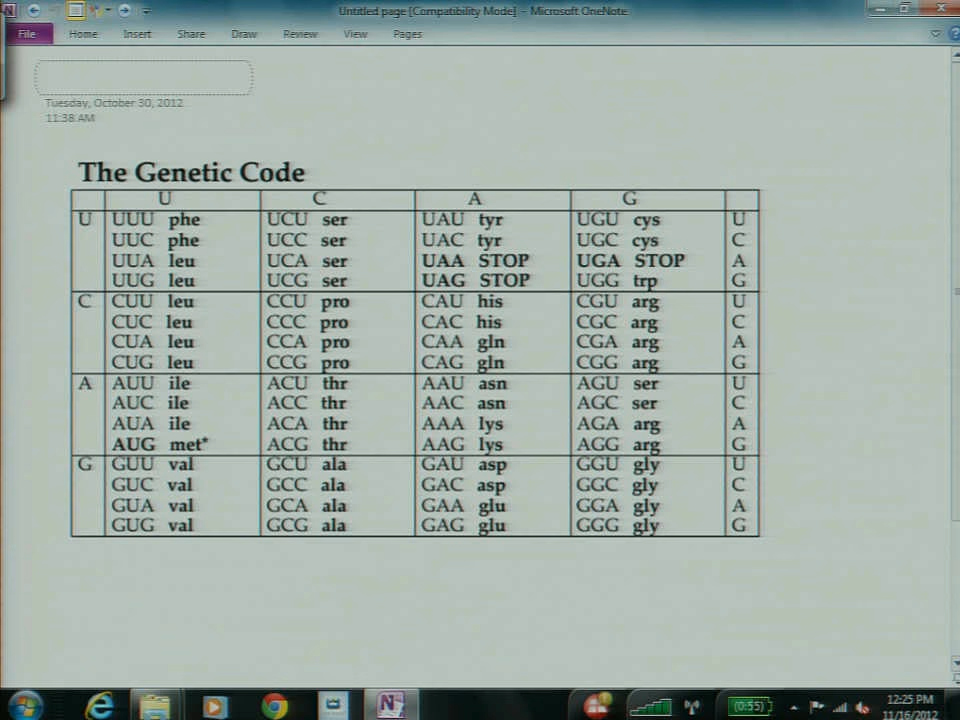 Untitled page [Compatibility Mode] - Microsoft OneNote
File Home Insert Share Draw Review View Pages
Tuesday, October 30, 2012
11:38 AM
The Genetic Code
U C A G
U UUU phe UCU ser UAU tyr UGU cys U
UUC phe UCC ser UAC tyr UGC cys C
UUA leu UCA ser UAA STOP UGA STOP A
UUG leu UCG ser UAG STOP UGG trp G
C CUU leu CCU pro CAU his CGU arg U
CUC leu CCC pro CAC his CGC arg C
CUA leu CCA pro CAA gln CGA arg A
CUG leu CCG pro CAG gln CGG arg G
A AUU ile ACU thr AAU asn AGU ser U
AUC ile ACC thr AAC asn AGC ser C
AUA ile ACA thr AAA lys AGA arg A
AUG met* ACG thr AAG lys AGG arg G
G GUU val GCU ala GAU asp GGU gly U
GUC val GCC ala GAC asp GGC gly C
GUA val GCA ala GAA glu GGA gly A
GUG val GCG ala GAG glu GGG gly G
(0:55) 12:25 PM
11/16/2012